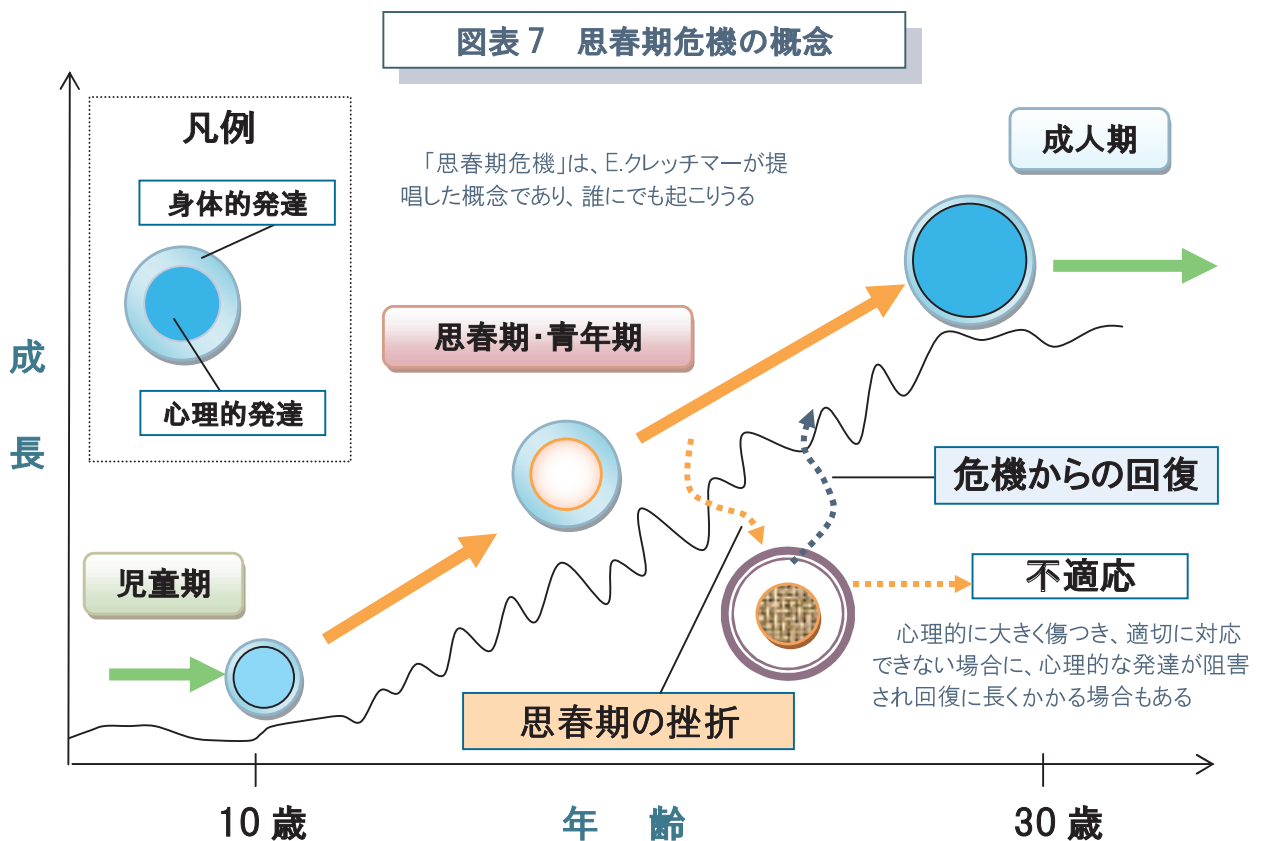 図表7 思春期危機の概念
凡例
身体的発達
心理的発達
「思春期危機」は、E.クレッチマーが提
唱した概念であり、誰にでも起こりうる
成人期
思春期・青年期
成長
危機からの回復
児童期
不適応
心理的に大きく傷つき、適切に対応
できない場合に、心理的な発達が阻害
され回復に長くかかる場合もある
思春期の挫折
10歳
年齢
30歳